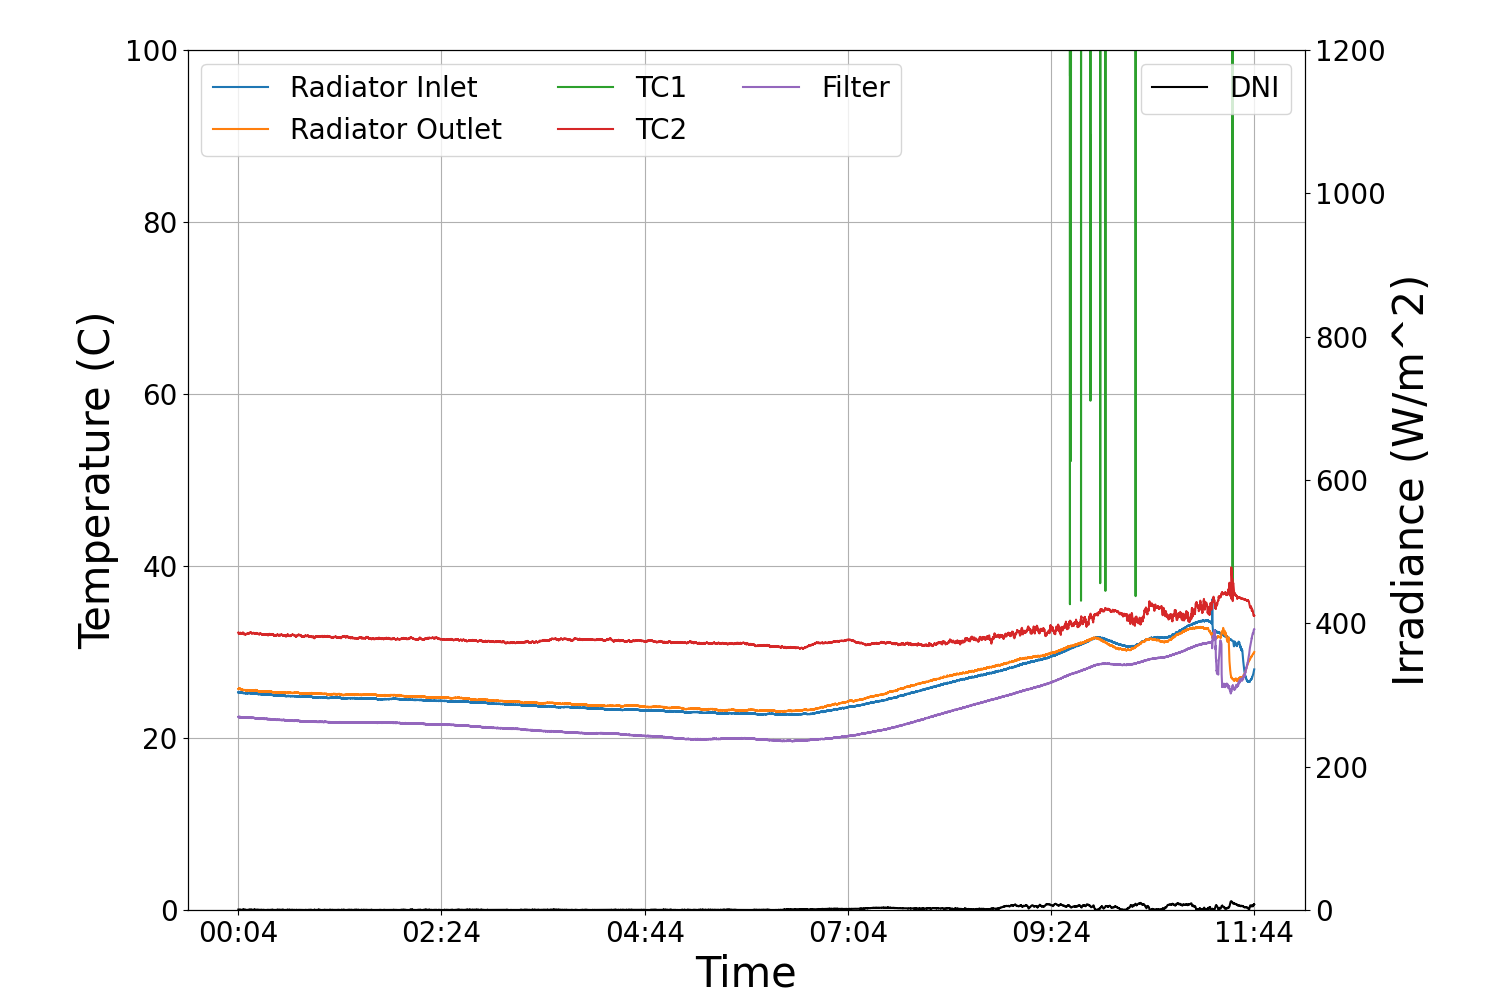 Radiator Inlet
Radiator Outlet
TC1
TC2
Filter
DNI
100
80
60
40
20
0
Temperature (C)
1200
1000
800
600
400
200
0
Irradiance (W/m^2)
00:04 02:24 04:44 07:04 09:24 11:44
Time